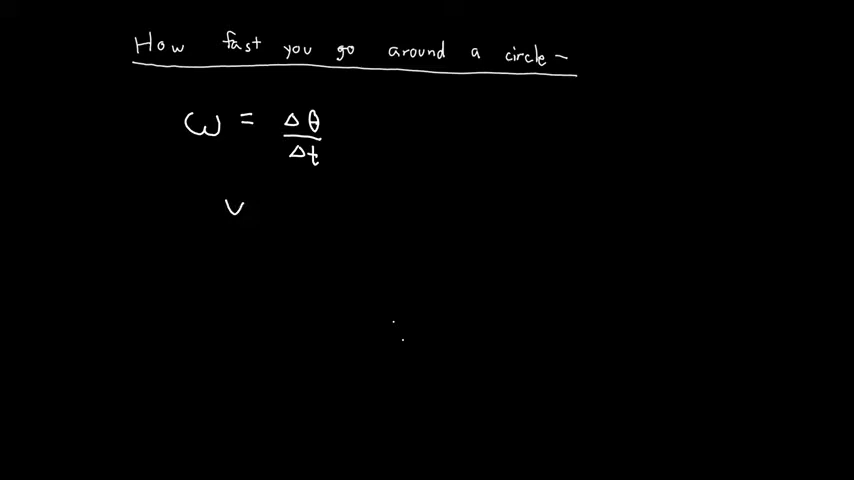 How fast you go around a circle -
ω = Δθ
Δt
v